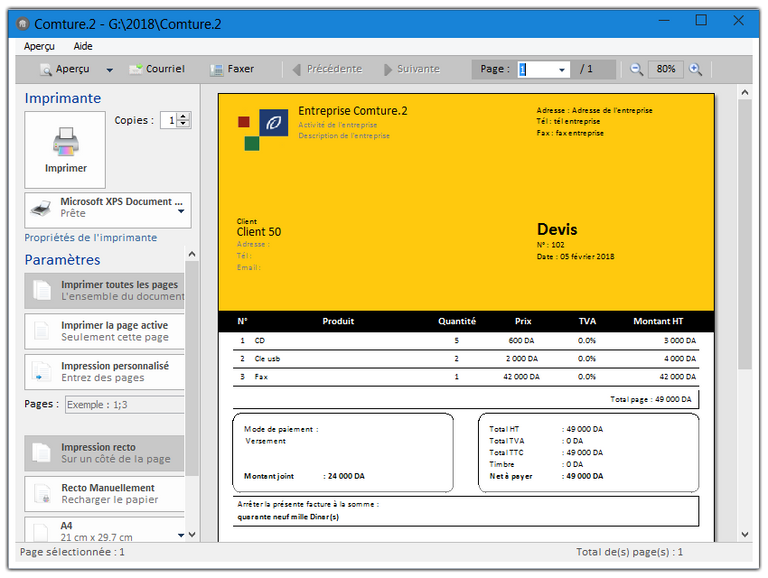 Comture.2 - G:\2018\Comture.2
Aperçu Aide
Aperçu Courriel Faxer Précédente Suivante Page : 1 / 1 80%
Imprimante
Copies : 1
Imprimer
Microsoft XPS Document ...
Prête
Propriétés de l'imprimante
Paramètres
Imprimer toutes les pages
L'ensemble du document
Imprimer la page active
Seulement cette page
Impression personnalisé
Entrez des pages
Pages : Exemple : 1;3
Impression recto
Sur un côté de la page
Recto Manuellement
Recharger le papier
A4
21 cm x 29.7 cm
Entreprise Comture.2
Activité de l'entreprise
Description de l'entreprise
Adresse : Adresse de l'entreprise
Tél : tél entreprise
Fax : fax entreprise
Client
Client 50
Adresse :
Tél :
Email :
Devis
N° : 102
Date : 05 février 2018
N° Produit Quantité Prix TVA Montant HT
1 CD 5 600 DA 0.0% 3 000 DA
2 Cle usb 2 2 000 DA 0.0% 4 000 DA
3 Fax 1 42 000 DA 0.0% 42 000 DA
Total page : 49 000 DA
Mode de paiement :
Versement
Montent joint : 24 000 DA
Total HT : 49 000 DA
Total TVA : 0 DA
Total TTC : 49 000 DA
Timbre : 0 DA
Net à payer : 49 000 DA
Arrêter la présente facture à la somme :
quarante neuf mille Dinar(s)
Page sélectionnée : 1 Total de(s) page(s) : 1